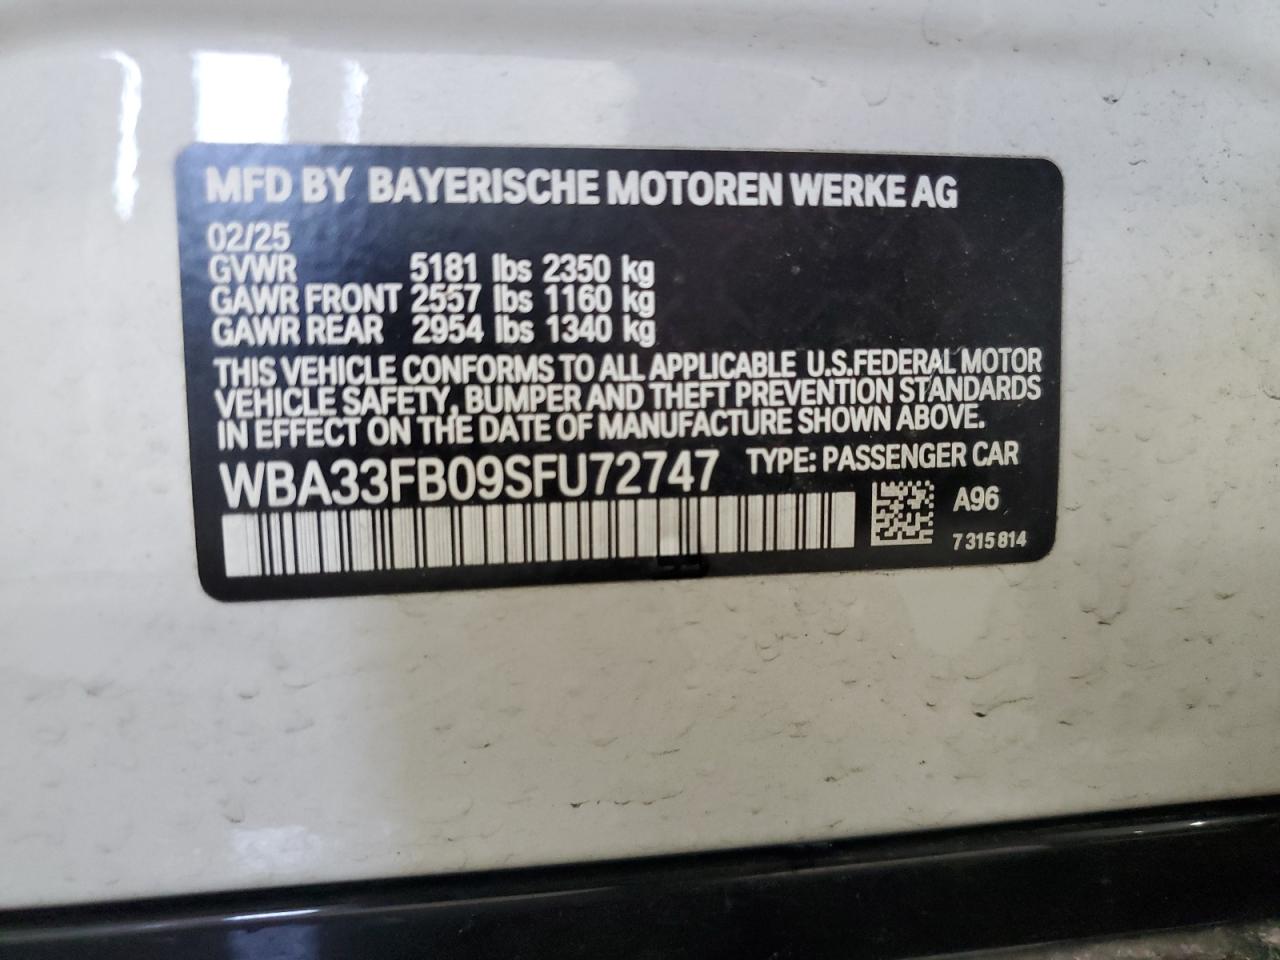 MFD BY BAYERISCHE MOTOREN WERKE AG
02/25
GVWR 5181 lbs 2350 kg
GAWR FRONT 2557 lbs 1160 kg
GAWR REAR 2954 lbs 1340 kg
THIS VEHICLE CONFORMS TO ALL APPLICABLE U.S.FEDERAL MOTOR
VEHICLE SAFETY, BUMPER AND THEFT PREVENTION STANDARDS
IN EFFECT ON THE DATE OF MANUFACTURE SHOWN ABOVE.
WBA33FB09SFU72747 TYPE: PASSENGER CAR
A96
7 315 814